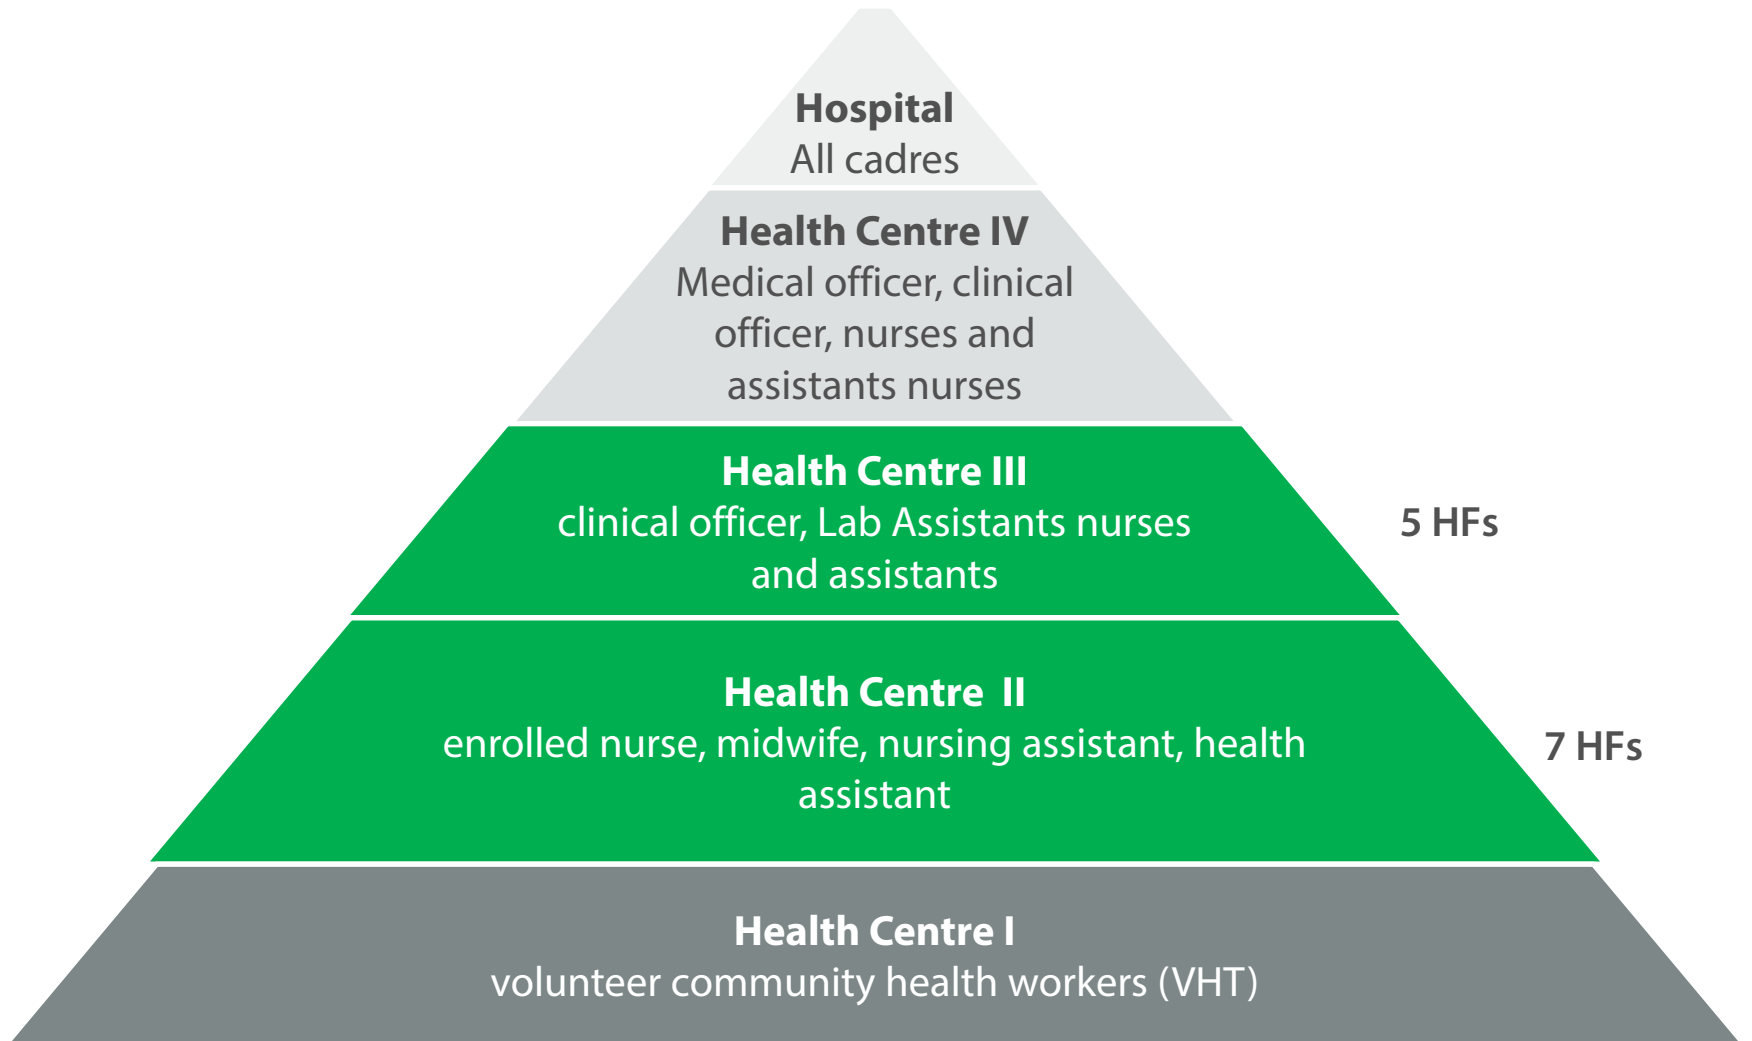 Hospital
All cadres
Health Centre IV
Medical officer, clinical
officer, nurses and
assistants nurses
Health Centre III
clinical officer, Lab Assistants nurses
and assistants
5 HFs
Health Centre  II
enrolled nurse, midwife, nursing assistant, health
assistant
7 HFs
Health Centre I
volunteer community health workers (VHT)